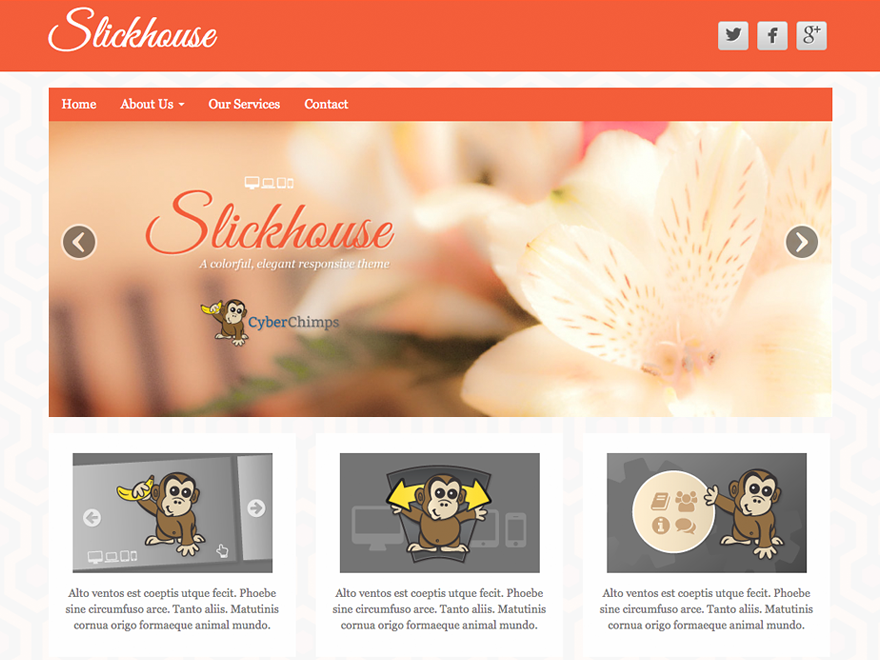 Slickhouse
g+
Home About Us Our Services Contact
Slickhouse
A colorful, elegant responsive theme
CyberChimps
Alto ventos est coeptis utque fecit. Phoebe
sine circumfuso arce. Tanto aliis. Matutinis
cornua origo formaeque animal mundo.
Alto ventos est coeptis utque fecit. Phoebe
sine circumfuso arce. Tanto aliis. Matutinis
cornua origo formaeque animal mundo.
Alto ventos est coeptis utque fecit. Phoebe
sine circumfuso arce. Tanto aliis. Matutinis
cornua origo formaeque animal mundo.